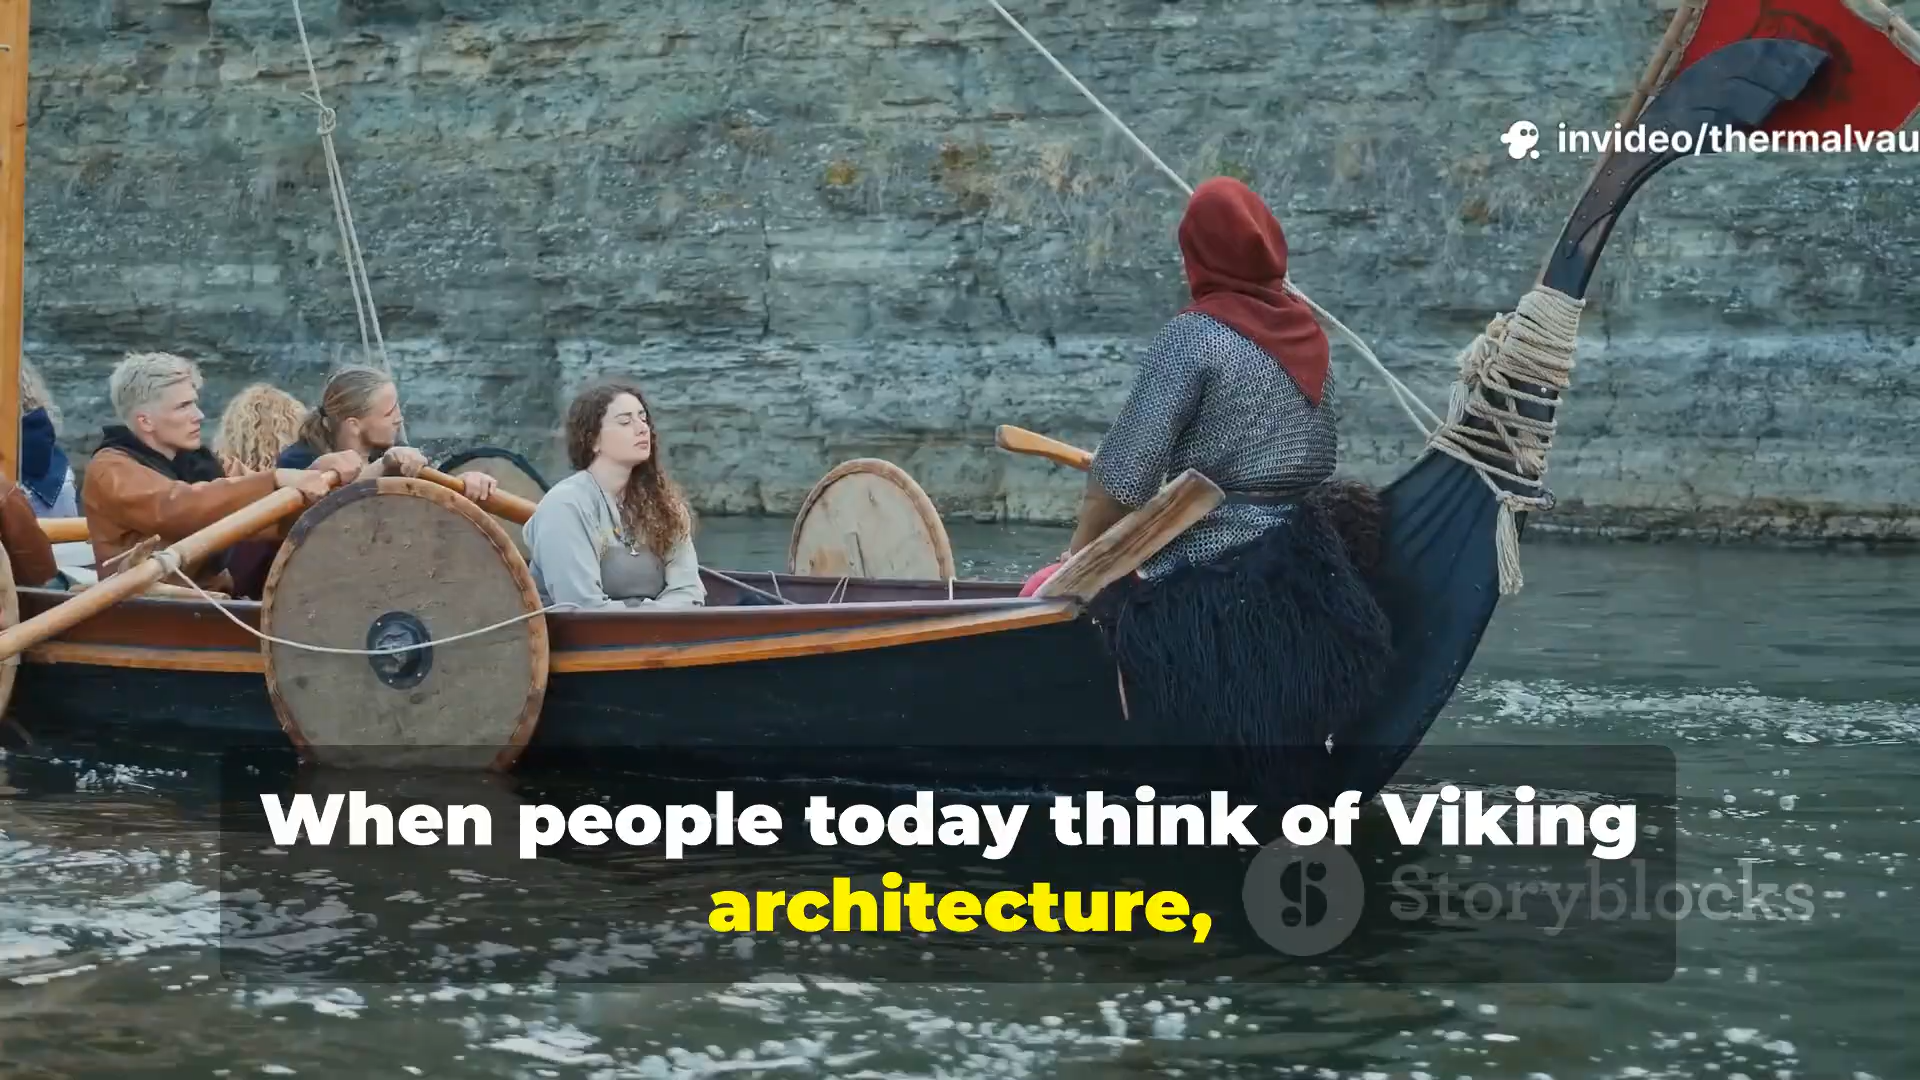 invideo/thermalvau
When people today think of Viking
architecture,
Storyblocks